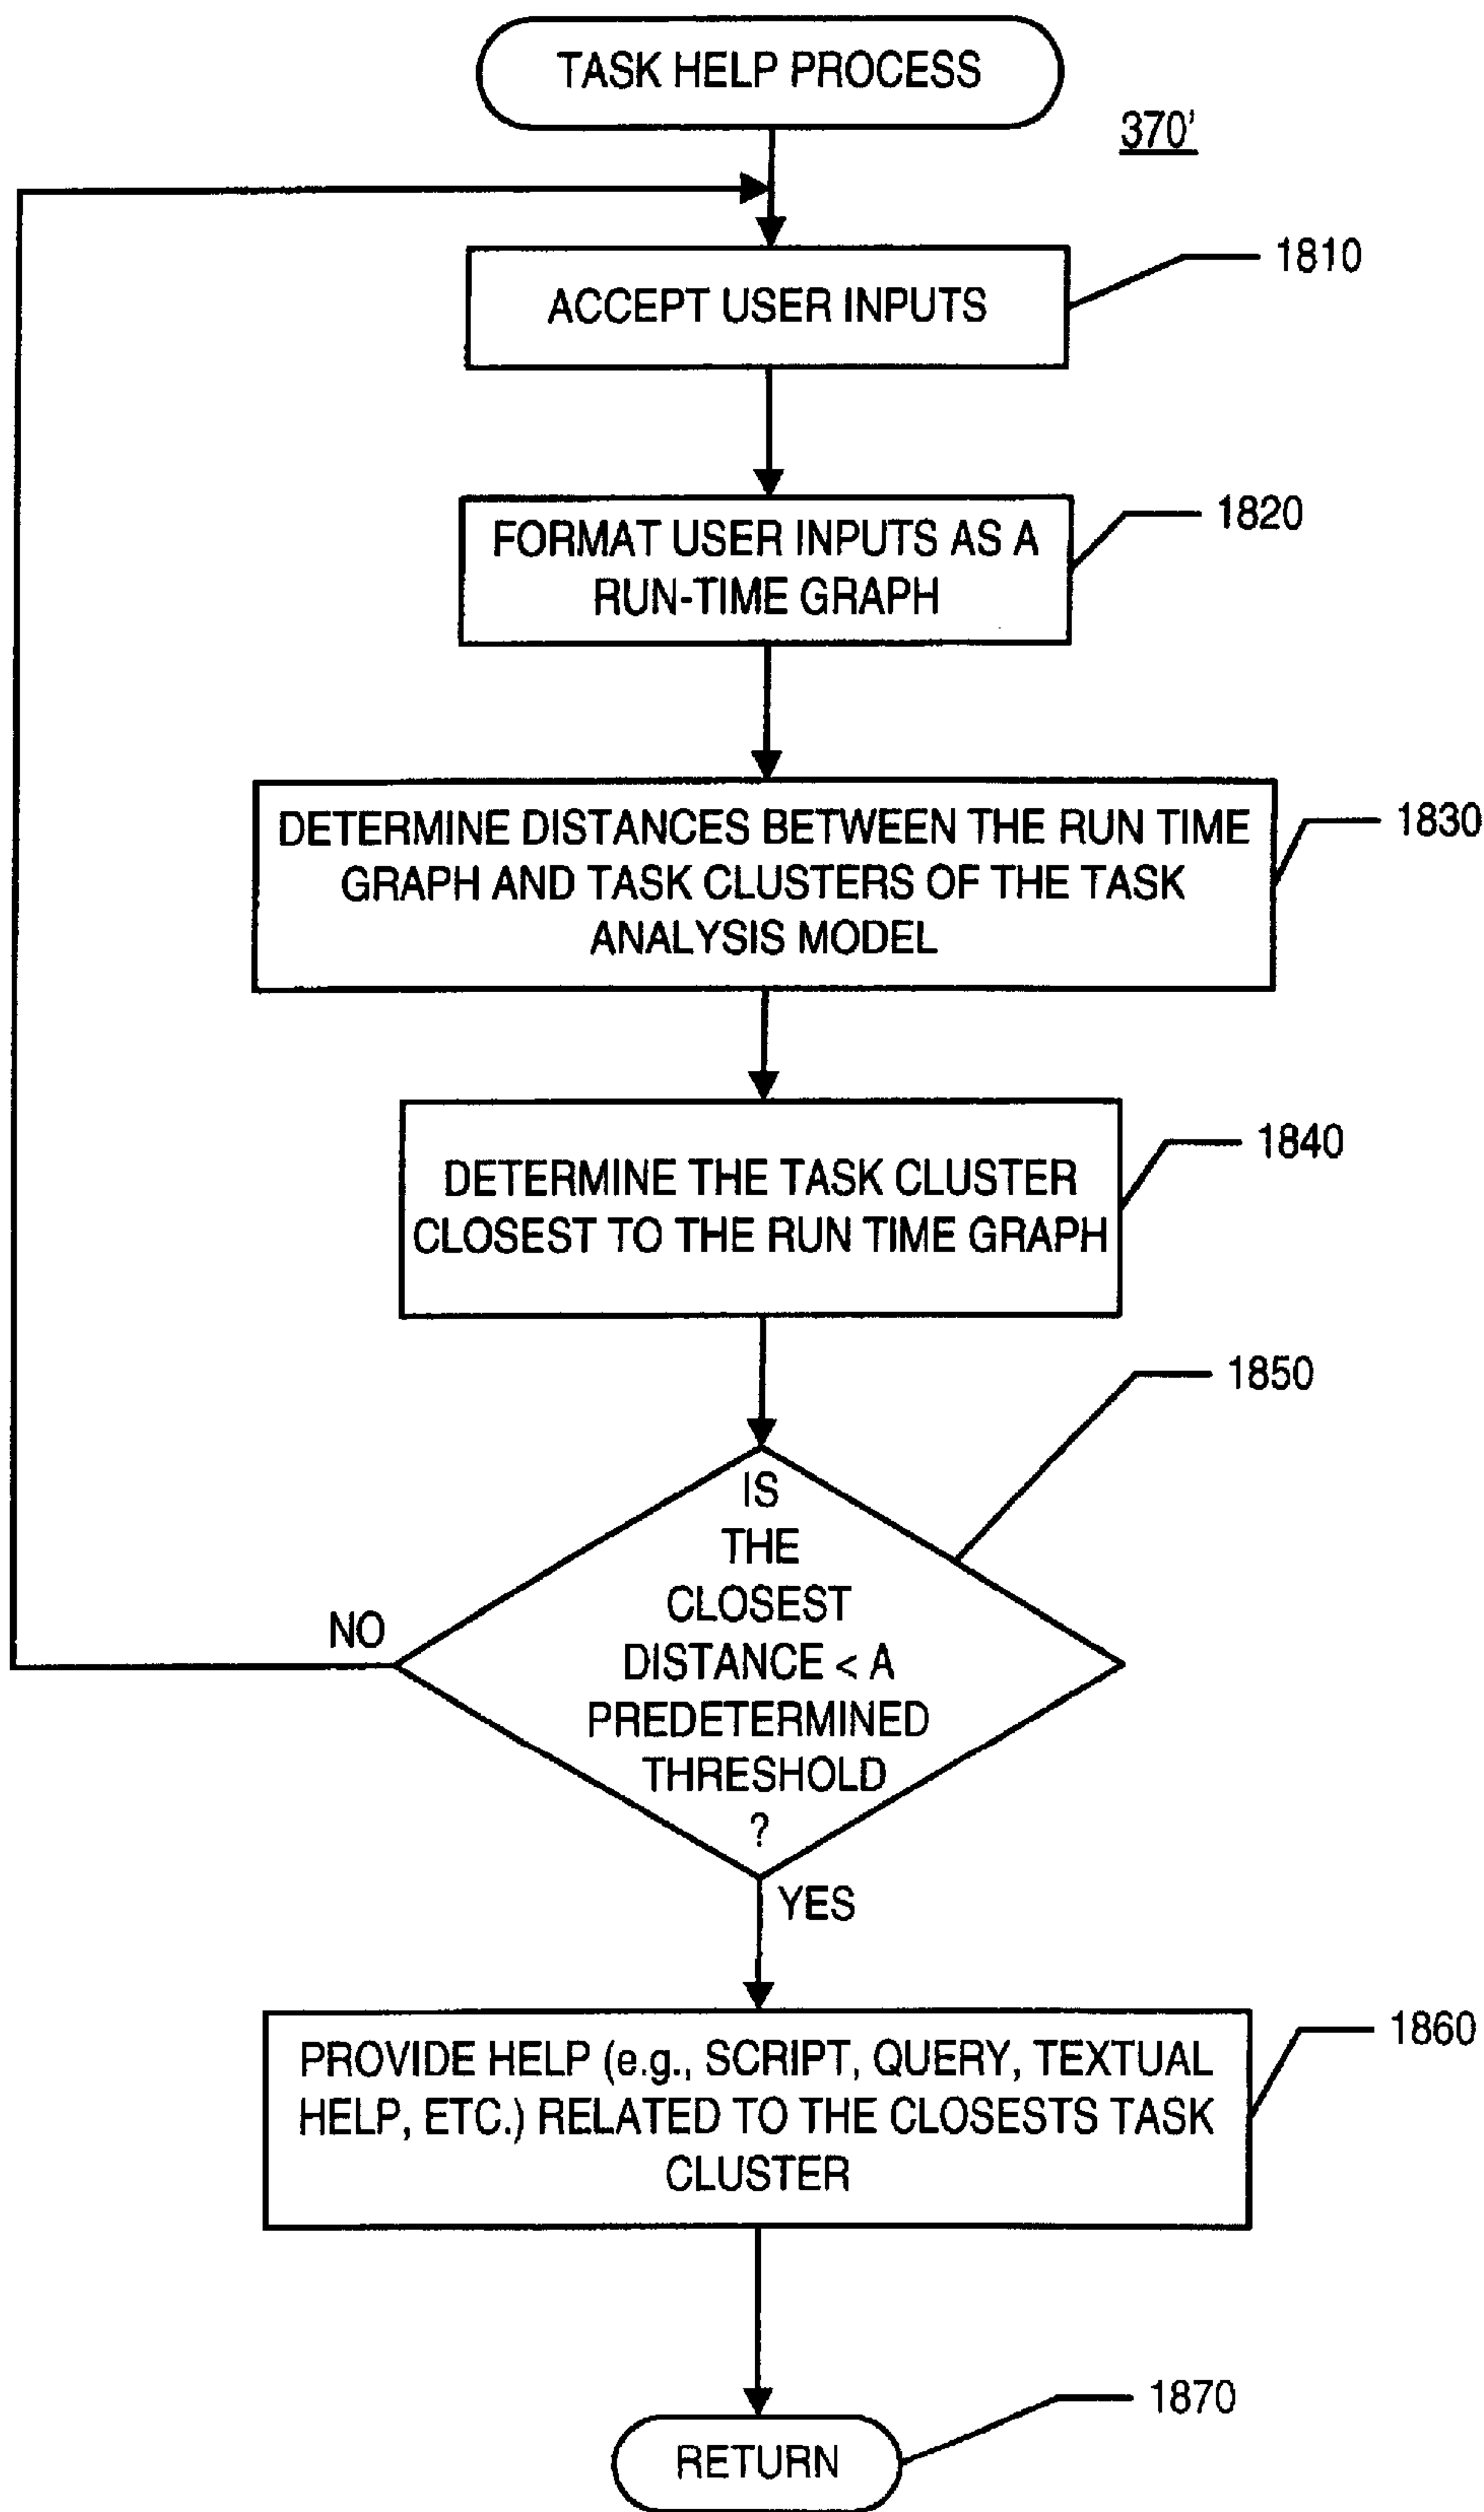 TASK HELP PROCESS
370'
1810
ACCEPT USER INPUTS
1820
FORMAT USER INPUTS AS A
RUN-TIME GRAPH
1830
DETERMINE DISTANCES BETWEEN THE RUN TIME
GRAPH AND TASK CLUSTERS OF THE TASK
ANALYSIS MODEL
1840
DETERMINE THE TASK CLUSTER
CLOSEST TO THE RUN TIME GRAPH
1850
IS
THE
CLOSEST
DISTANCE < A
PREDETERMINED
THRESHOLD
?
NO
YES
1860
PROVIDE HELP (e.g., SCRIPT, QUERY, TEXTUAL
HELP, ETC.) RELATED TO THE CLOSESTS TASK
CLUSTER
1870
RETURN